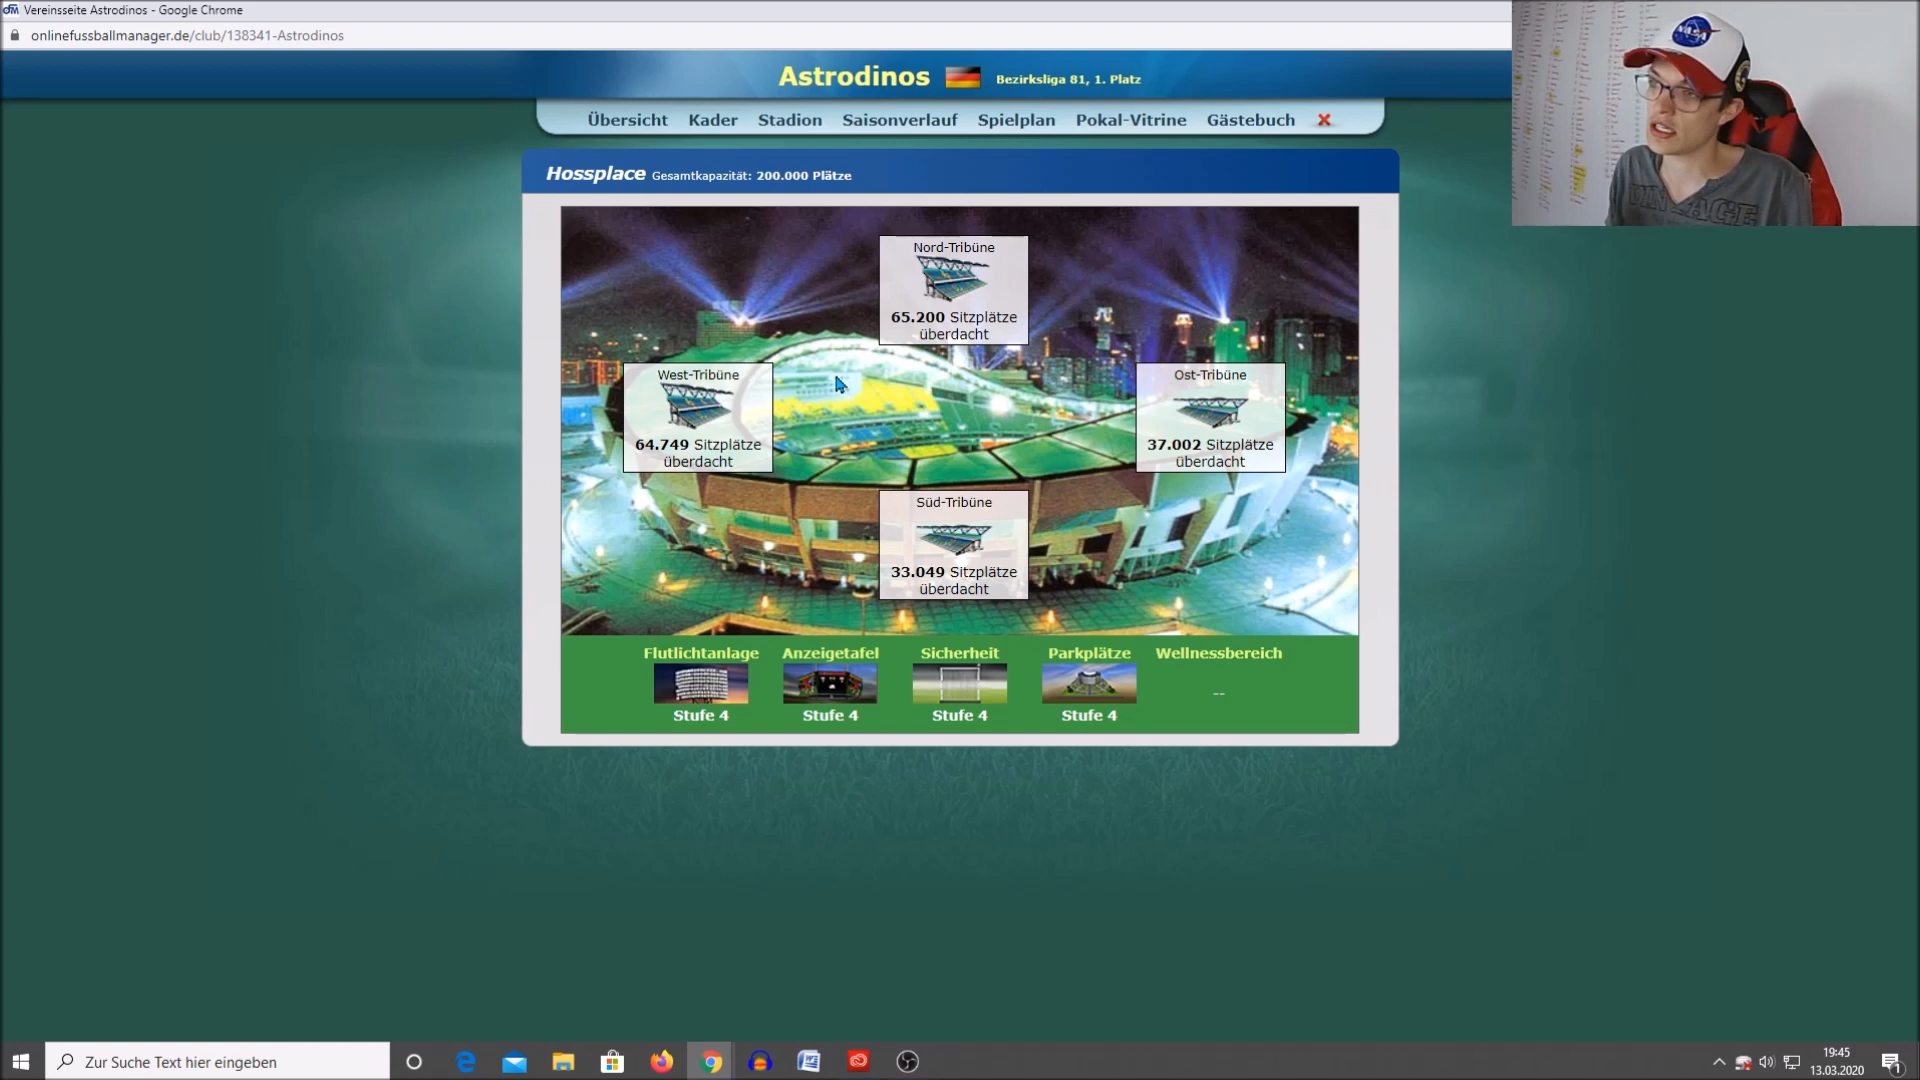 Vereinsseite Astrodinos - Google Chrome
onlinefussballmanager.de/club/138341-Astrodinos
Astrodinos Bezirksliga 81, 1. Platz
Übersicht Kader Stadion Saisonverlauf Spielplan Pokal-Vitrine Gästebuch
Hossplace Gesamtkapazität: 200.000 Plätze
Nord-Tribüne
65.200 Sitzplätze
überdacht
West-Tribüne
64.749 Sitzplätze
überdacht
Ost-Tribüne
37.002 Sitzplätze
überdacht
Süd-Tribüne
33.049 Sitzplätze
überdacht
Flutlichtanlage Anzeigetafel Sicherheit Parkplätze Wellnessbereich
--
Stufe 4 Stufe 4 Stufe 4 Stufe 4
NASA
VINTAGE
Zur Suche Text hier eingeben
19:45
13.03.2020
1